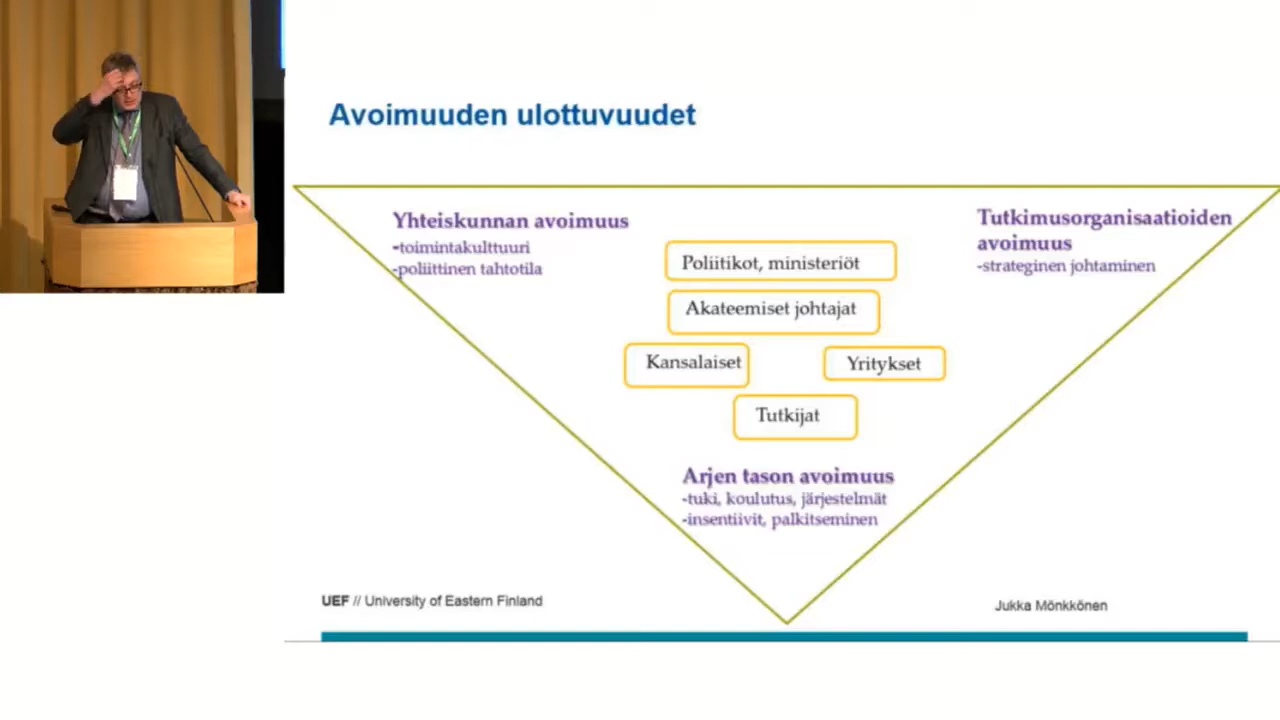 Avoimuuden ulottuvuudet
Yhteiskunnan avoimuus
-toimintakulttuuri
-poliittinen tahtotila
Tutkimusorganisaatioiden
avoimuus
-strateginen johtaminen
Poliitikot, ministeriöt
Akateemiset johtajat
Kansalaiset
Yritykset
Tutkijat
Arjen tason avoimuus
-tuki, koulutus, järjestelmät
-insentiivit, palkitseminen
UEF // University of Eastern Finland
Jukka Mönkkönen